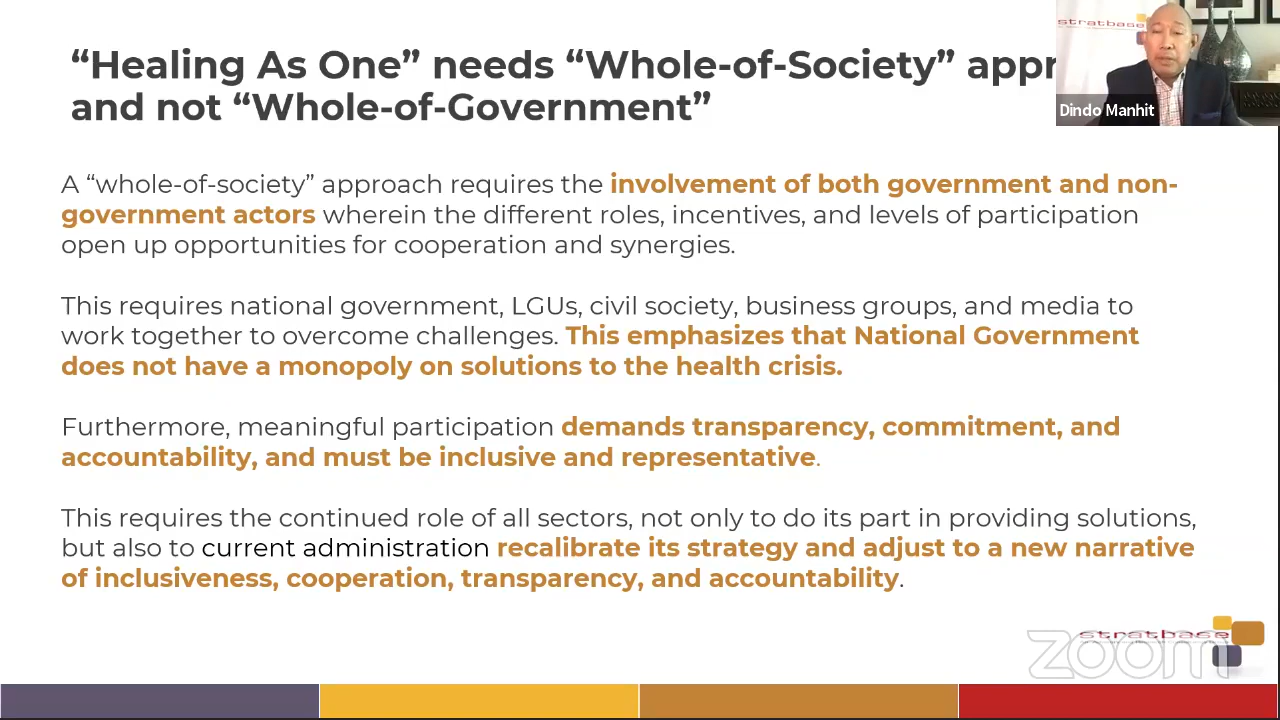 “Healing As One” needs “Whole-of-Society” appr
and not “Whole-of-Government”
stratbase
Dindo Manhit
A “whole-of-society” approach requires the involvement of both government and non-
government actors wherein the different roles, incentives, and levels of participation
open up opportunities for cooperation and synergies.
This requires national government, LGUs, civil society, business groups, and media to
work together to overcome challenges. This emphasizes that National Government
does not have a monopoly on solutions to the health crisis.
Furthermore, meaningful participation demands transparency, commitment, and
accountability, and must be inclusive and representative.
This requires the continued role of all sectors, not only to do its part in providing solutions,
but also to current administration recalibrate its strategy and adjust to a new narrative
of inclusiveness, cooperation, transparency, and accountability.
stratbase
zoom